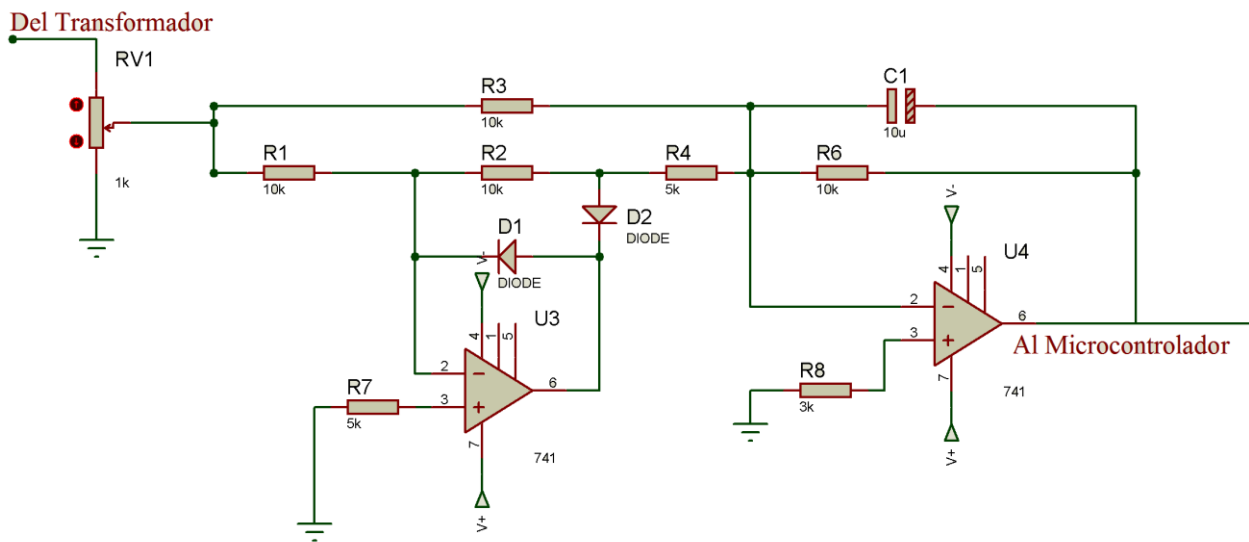 Del Transformador
RV1
1k
R3
10k
C1
10u
R1
10k
R2
10k
R4
5k
R6
10k
D1
DIODE
D2
DIODE
V-
V-
U3
4
1
5
2
3
6
7
741
R7
5k
V+
U4
4
1
5
2
3
6
7
741
R8
3k
V+
Al Microcontrolador